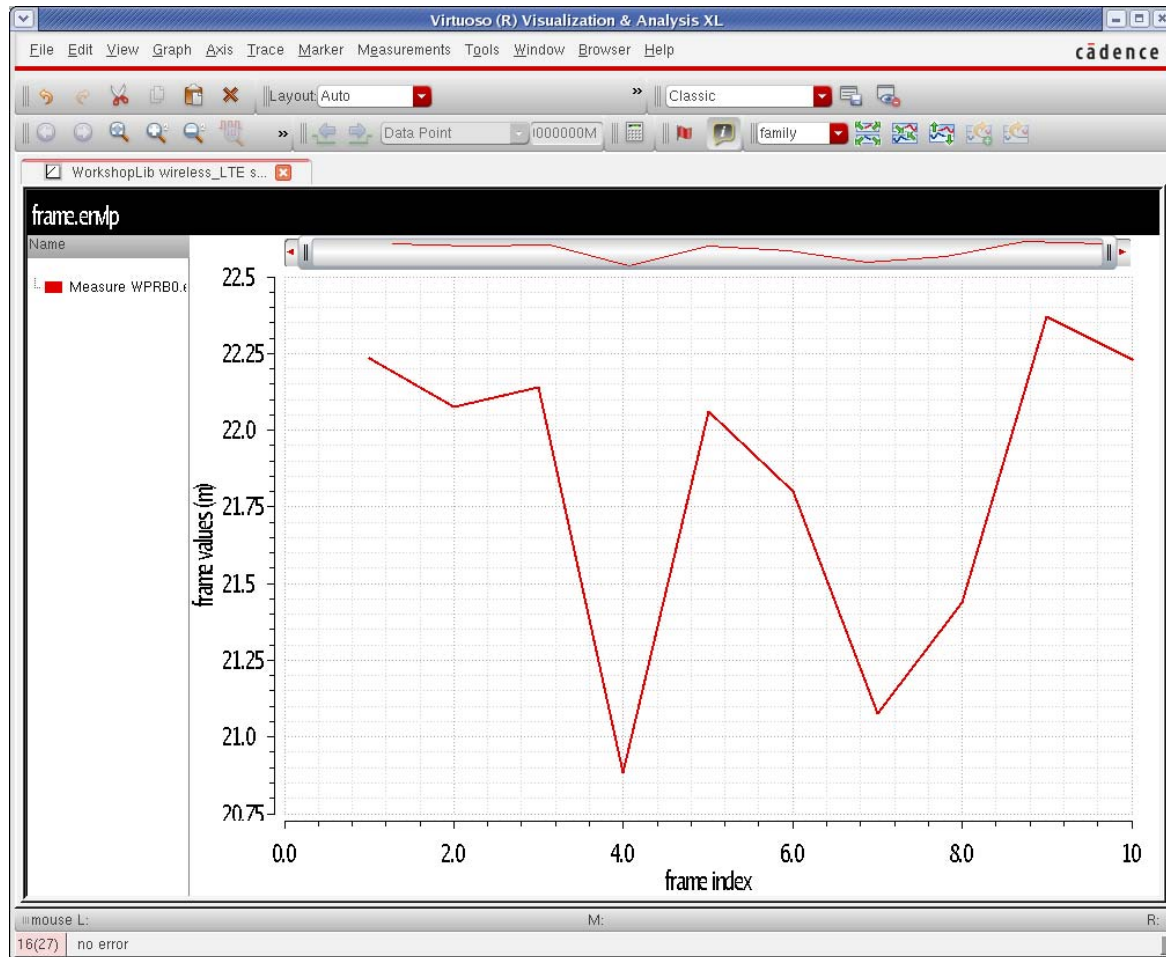 Virtuoso (R) Visualization & Analysis XL
File Edit View Graph Axis Trace Marker Measurements Tools Window Browser Help
cādence
Layout: Auto » Classic
» Data Point 000000M family
WorkshopLib wireless_LTE s...
frame.envlp
Name
Measure WPRB0.e
22.5
22.25
22.0
21.75
21.5
21.25
21.0
20.75
frame values (m)
0.0 2.0 4.0 6.0 8.0 10
frame index
mouse L: M: R:
16(27) no error